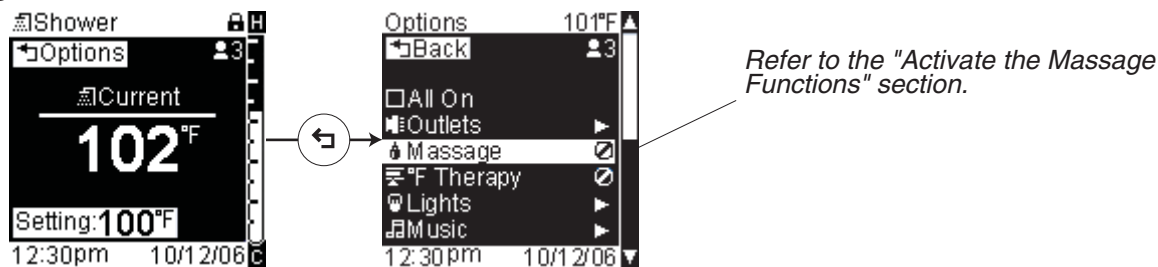 Shower H
Options 3
Current
102°F
Setting:100°F
12:30pm 10/12/06 C
Options 101°F
Back 3
All On
Outlets
Massage
°F Therapy
Lights
Music
12:30pm 10/12/06
Refer to the "Activate the Massage
Functions" section.